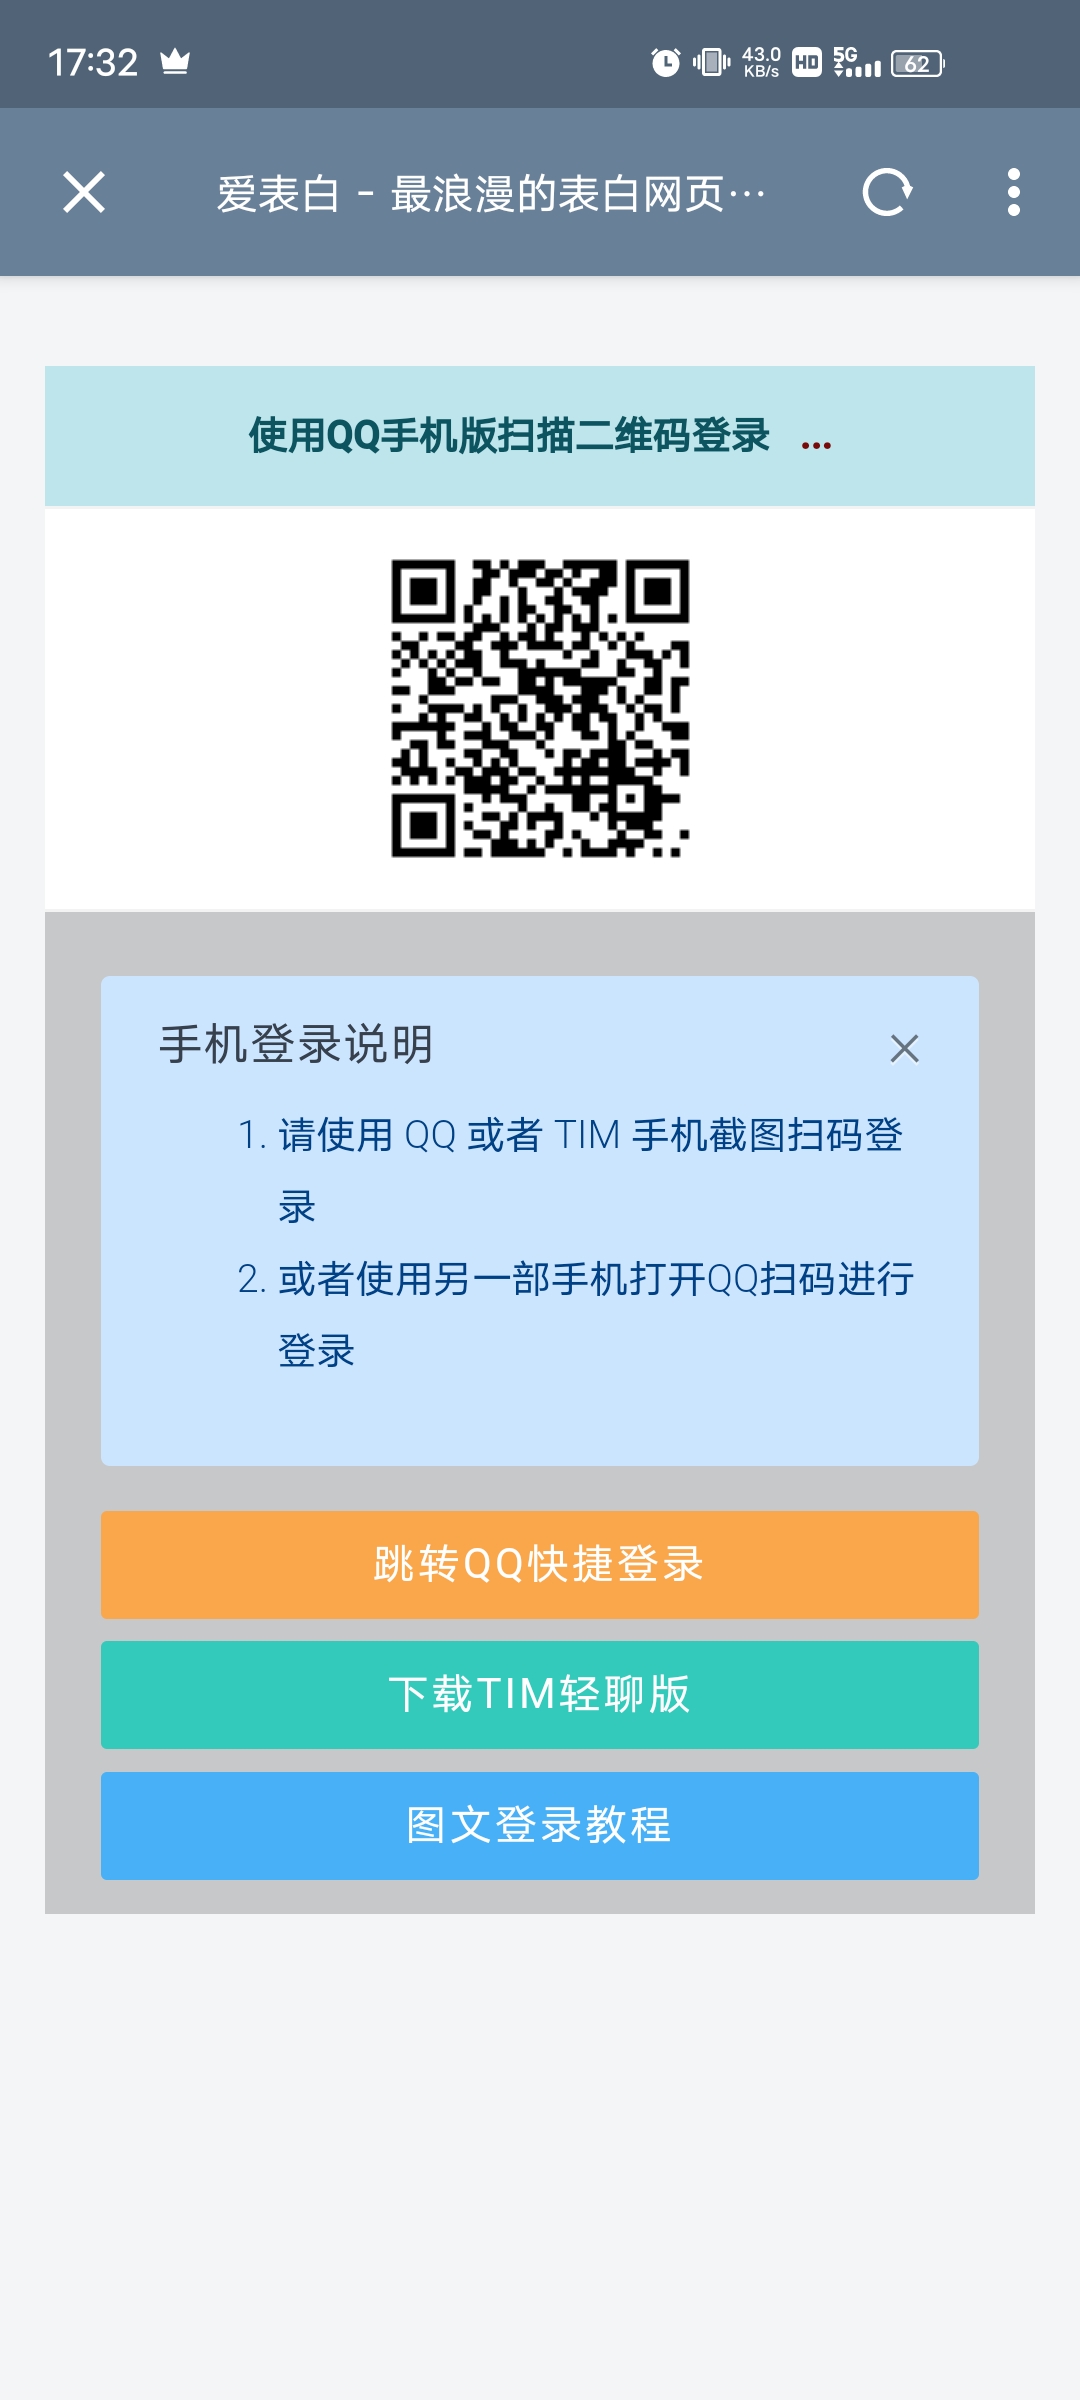 17:32
43.0
KB/s
HD
5G
62
爱表白 - 最浪漫的表白网页...
使用QQ手机版扫描二维码登录 ...
手机登录说明
1. 请使用 QQ 或者 TIM 手机截图扫码登
录
2. 或者使用另一部手机打开QQ扫码进行
登录
跳转QQ快捷登录
下载TIM轻聊版
图文登录教程